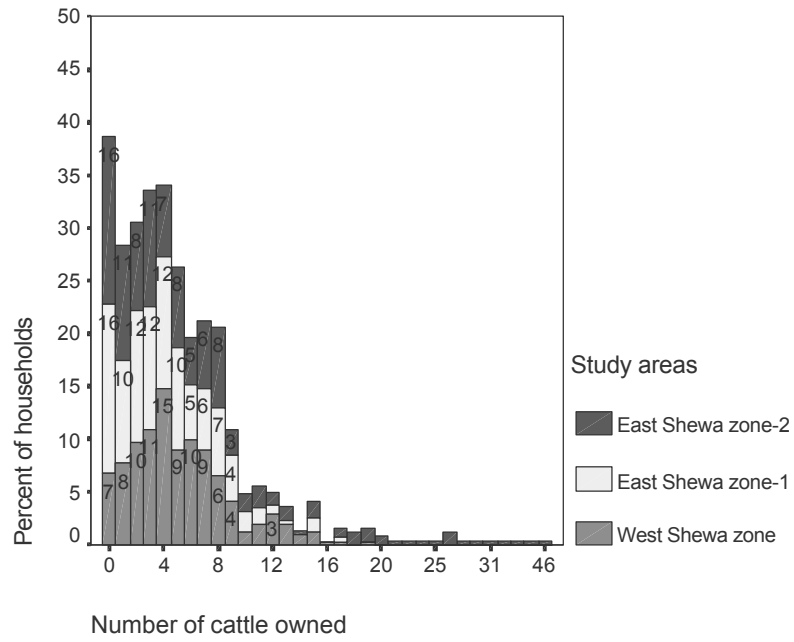 50
45
40
35
30
25
20
15
10
5
0
Percent of households
16 11 8 11 7 8 5 6 8 3
16 10 12 12 12 10 5 6 7 4
7 8 10 11 15 9 10 9 6 4 3
0 4 8 12 16 20 25 31 46
Number of cattle owned
Study areas
East Shewa zone-2
East Shewa zone-1
West Shewa zone